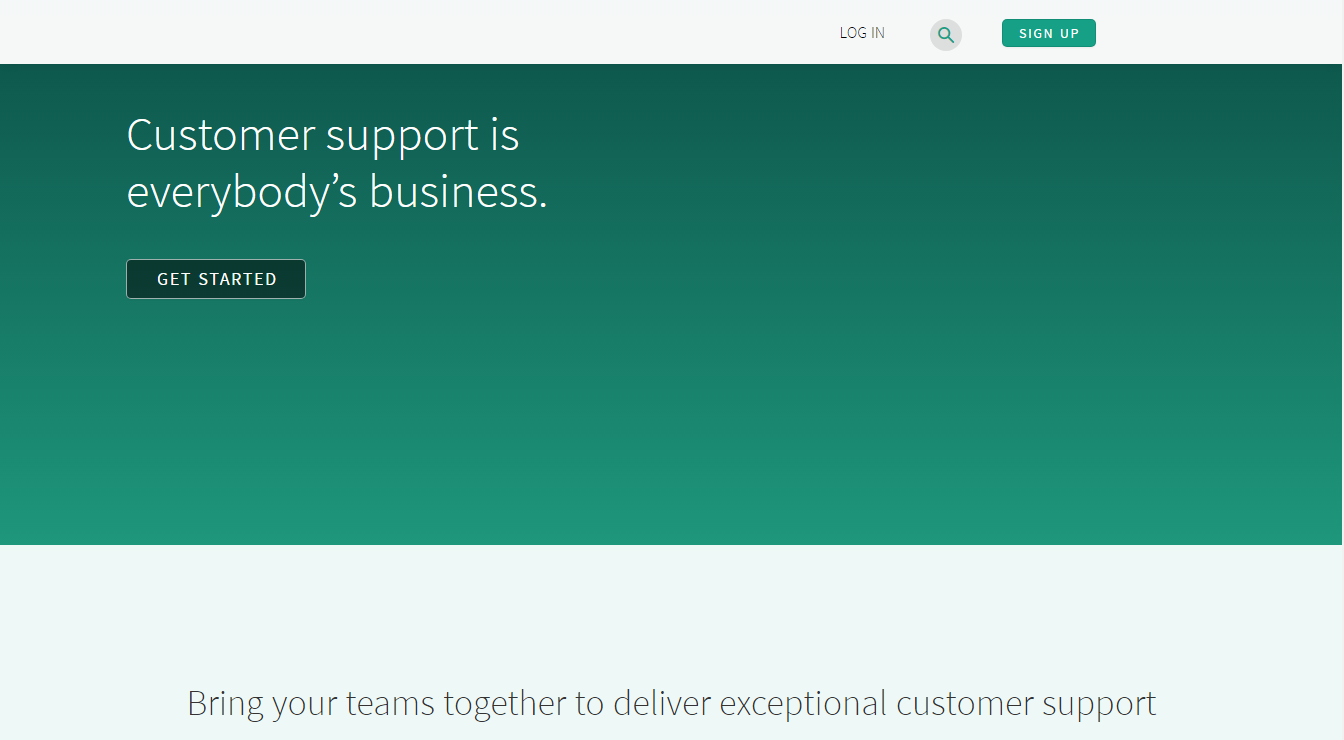 LOG IN
SIGN UP
Customer support is
everybody’s business.
GET STARTED
Bring your teams together to deliver exceptional customer support